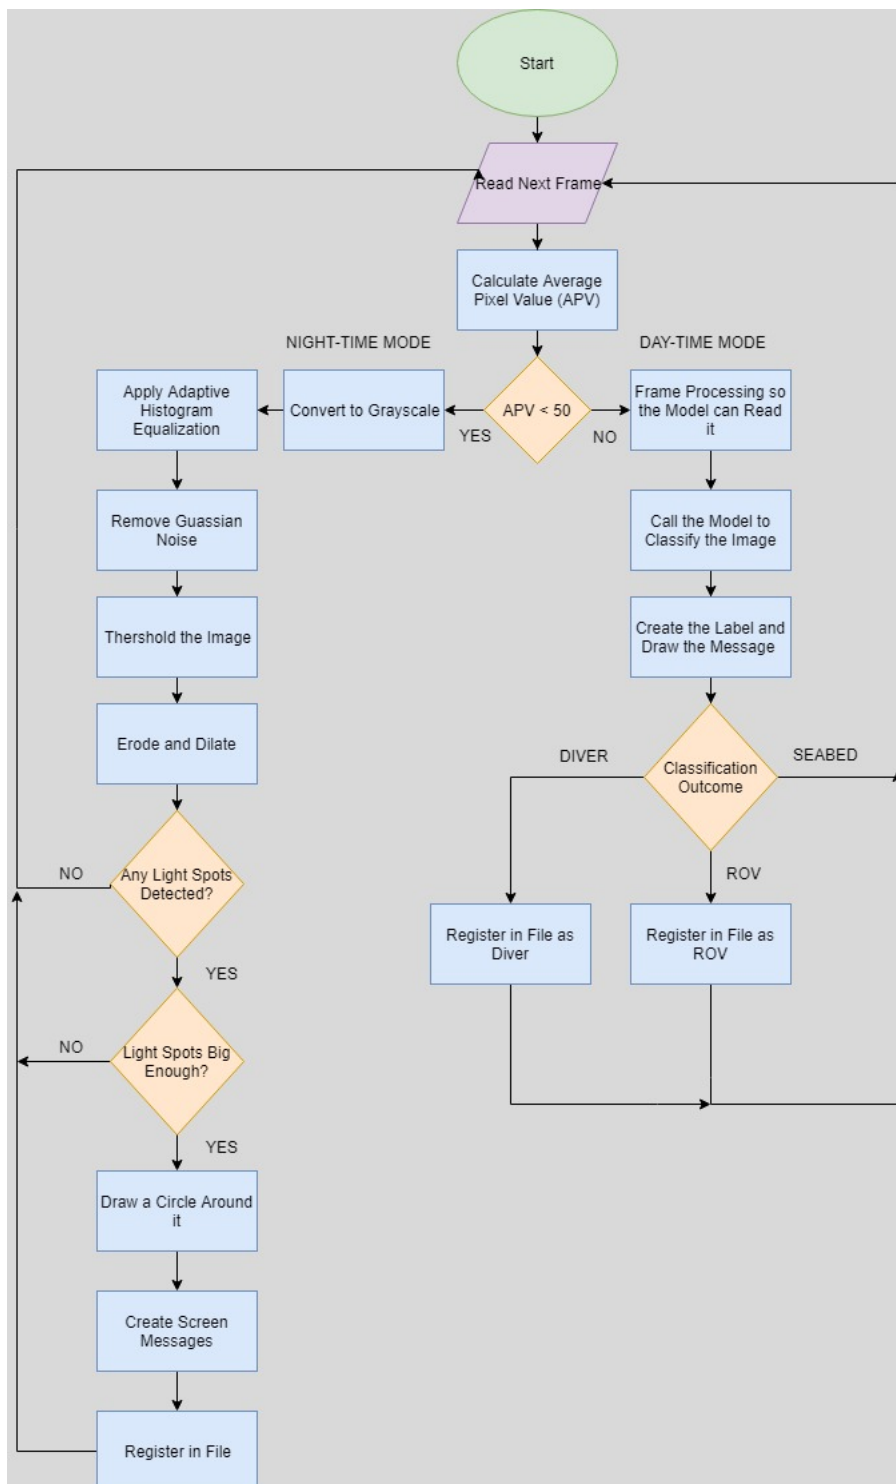 Start
Read Next Frame
Calculate Average
Pixel Value (APV)
NIGHT-TIME MODE
DAY-TIME MODE
Apply Adaptive
Histogram
Equalization
Convert to Grayscale
APV < 50
YES
NO
Frame Processing so
the Model can Read
it
Remove Guassian
Noise
Call the Model to
Classify the Image
Thershold the Image
Create the Label and
Draw the Message
Erode and Dilate
DIVER
Classification
Outcome
SEABED
ROV
NO
Any Light Spots
Detected?
YES
Register in File as
Diver
Register in File as
ROV
NO
Light Spots Big
Enough?
YES
Draw a Circle Around
it
Create Screen
Messages
Register in File